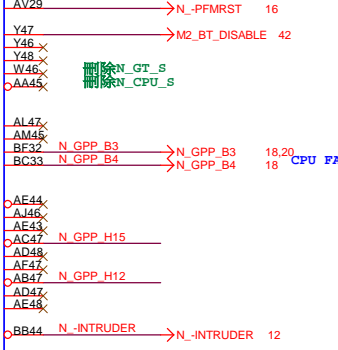 AV29 N_-PFMRST 16
Y47 M2_BT_DISABLE 42
Y46
Y48
W46 刪除N_GT_S
AA45 刪除N_CPU_S
AL47
AM45
BF32 N_GPP_B3 N_GPP_B3 18,20
BC33 N_GPP_B4 N_GPP_B4 18 CPU FA
AE44
AJ46
AE43
AC47 N_GPP_H15
AD48
AF47
AB47 N_GPP_H12
AD47
AE48
BB44 N_-INTRUDER N_-INTRUDER 12